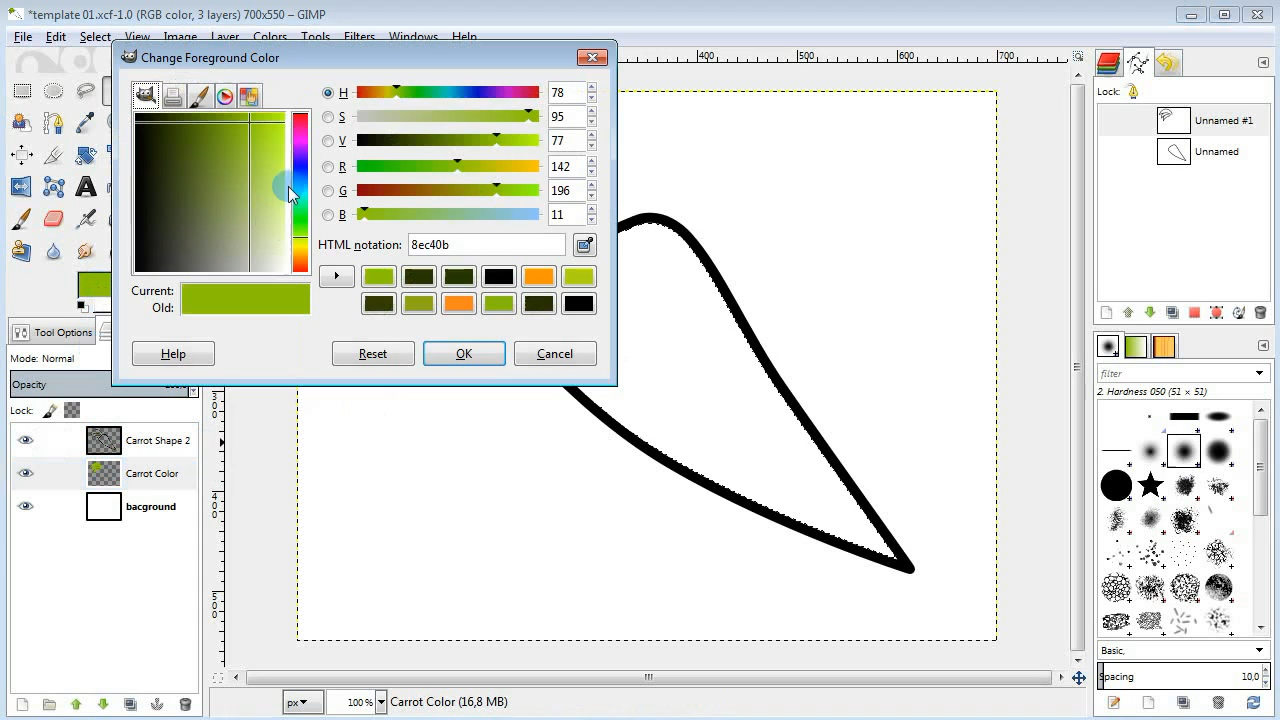 *template 01.xcf-1.0 (RGB color, 3 layers) 700x550 – GIMP
File Edit Select View Image Layer Colors Tools Filters Windows Help
Change Foreground Color
H 78
S 95
V 77
R 142
G 196
B 11
HTML notation: 8ec40b
Current:
Old:
Help Reset OK Cancel
400 500 600 700
300
400
500
Tool Options
Mode: Normal
Opacity
Lock:
Carrot Shape 2
Carrot Color
bacground
px 100 % Carrot Color (16,8 MB)
Lock:
Unnamed #1
Unnamed
filter
2. Hardness 050 (51 × 51)
Basic,
Spacing 10,0